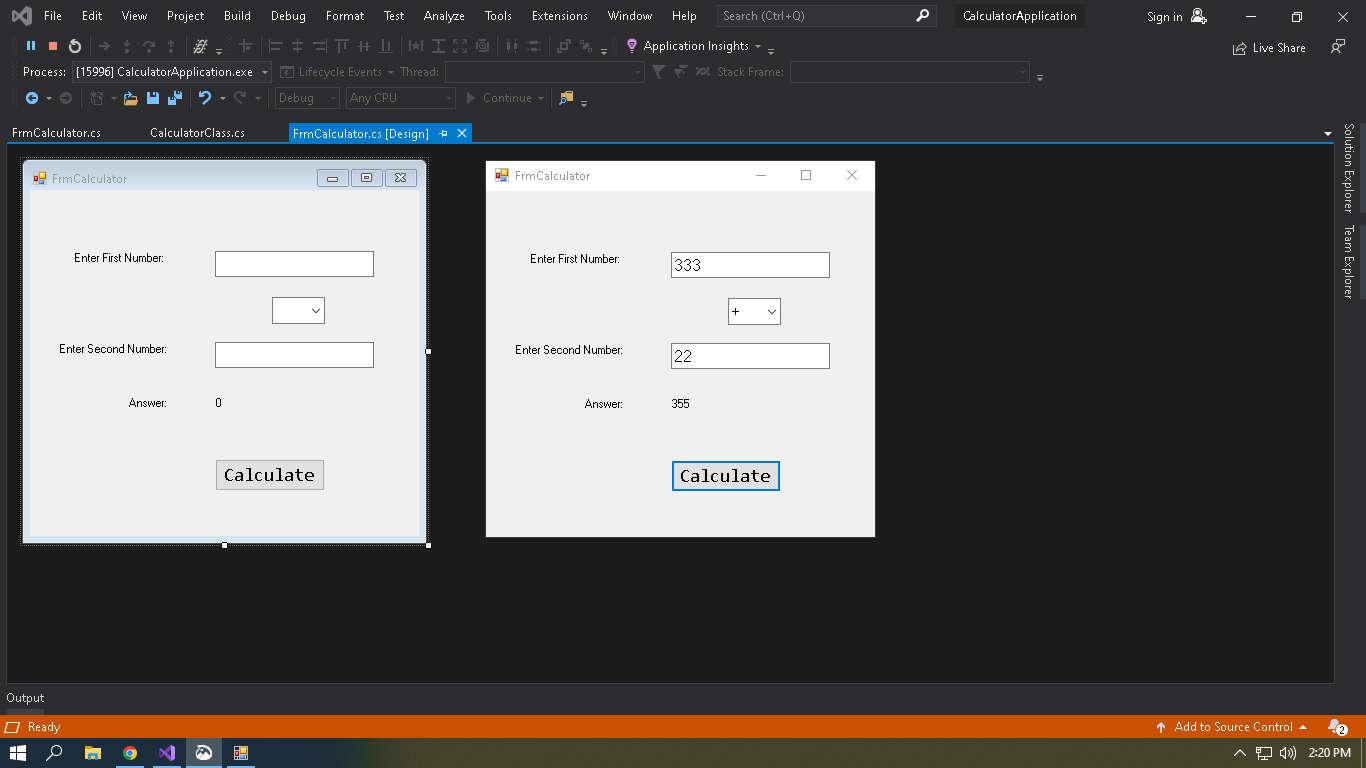 File Edit View Project Build Debug Format Test Analyze Tools Extensions Window Help Search (Ctrl+Q) CalculatorApplication Sign in
Application Insights Live Share
Process: [15996] CalculatorApplication.exe Lifecycle Events Thread: Stack Frame:
Debug Any CPU Continue
FrmCalculator.cs CalculatorClass.cs FrmCalculator.cs [Design]
Solution Explorer
Team Explorer
FrmCalculator
Enter First Number:
Enter Second Number:
Answer: 0
Calculate
FrmCalculator
Enter First Number: 333
+
Enter Second Number: 22
Answer: 355
Calculate
Output
Ready Add to Source Control 2
2:20 PM